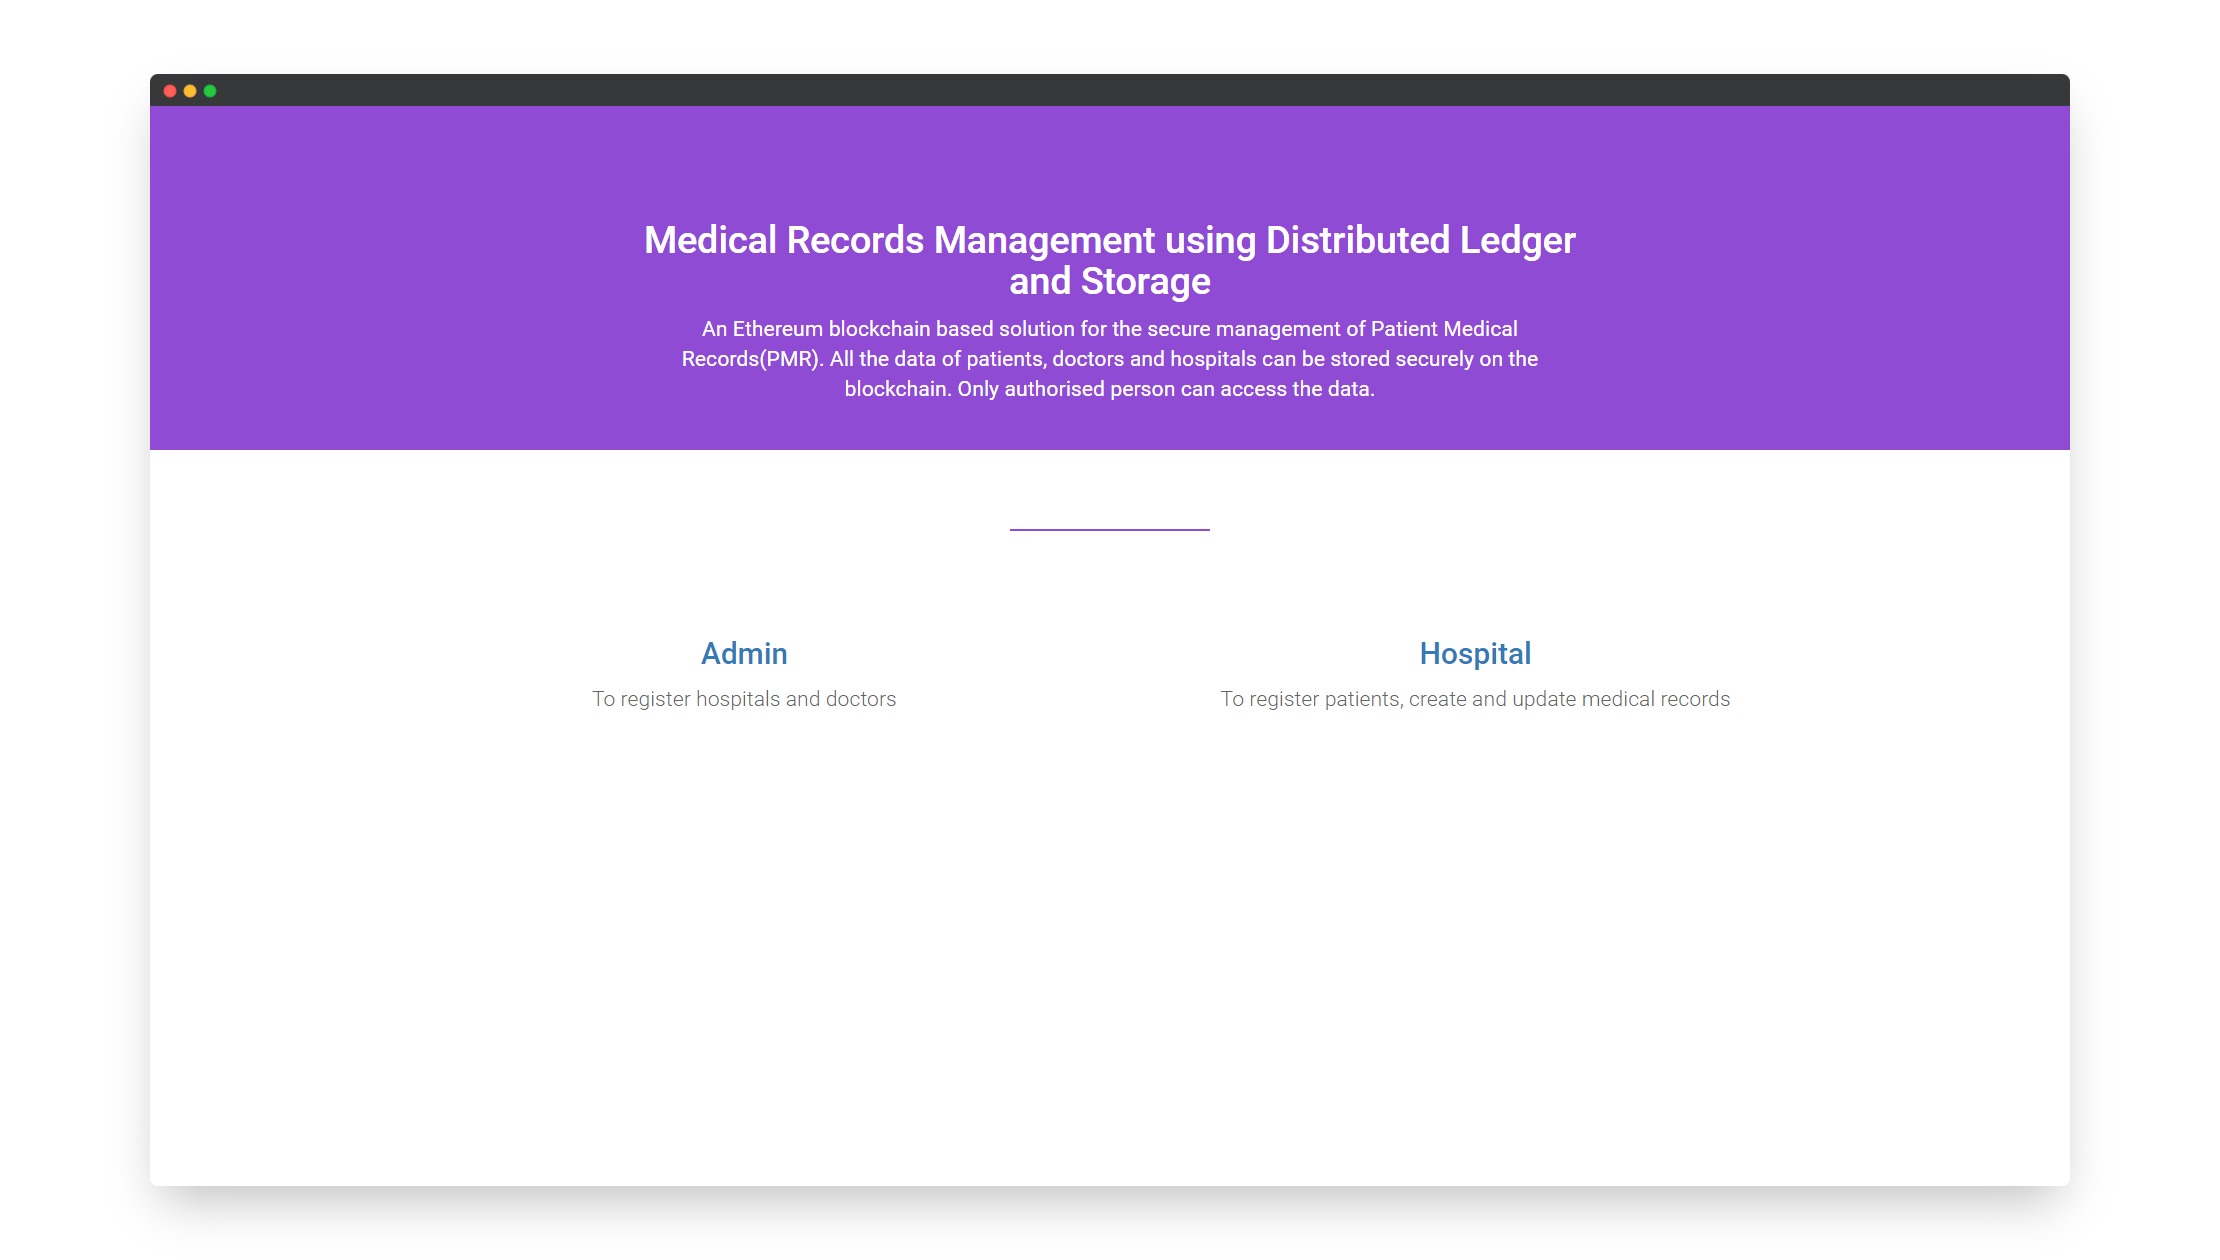 Medical Records Management using Distributed Ledger
and Storage
An Ethereum blockchain based solution for the secure management of Patient Medical
Records(PMR). All the data of patients, doctors and hospitals can be stored securely on the
blockchain. Only authorised person can access the data.
Admin
To register hospitals and doctors
Hospital
To register patients, create and update medical records